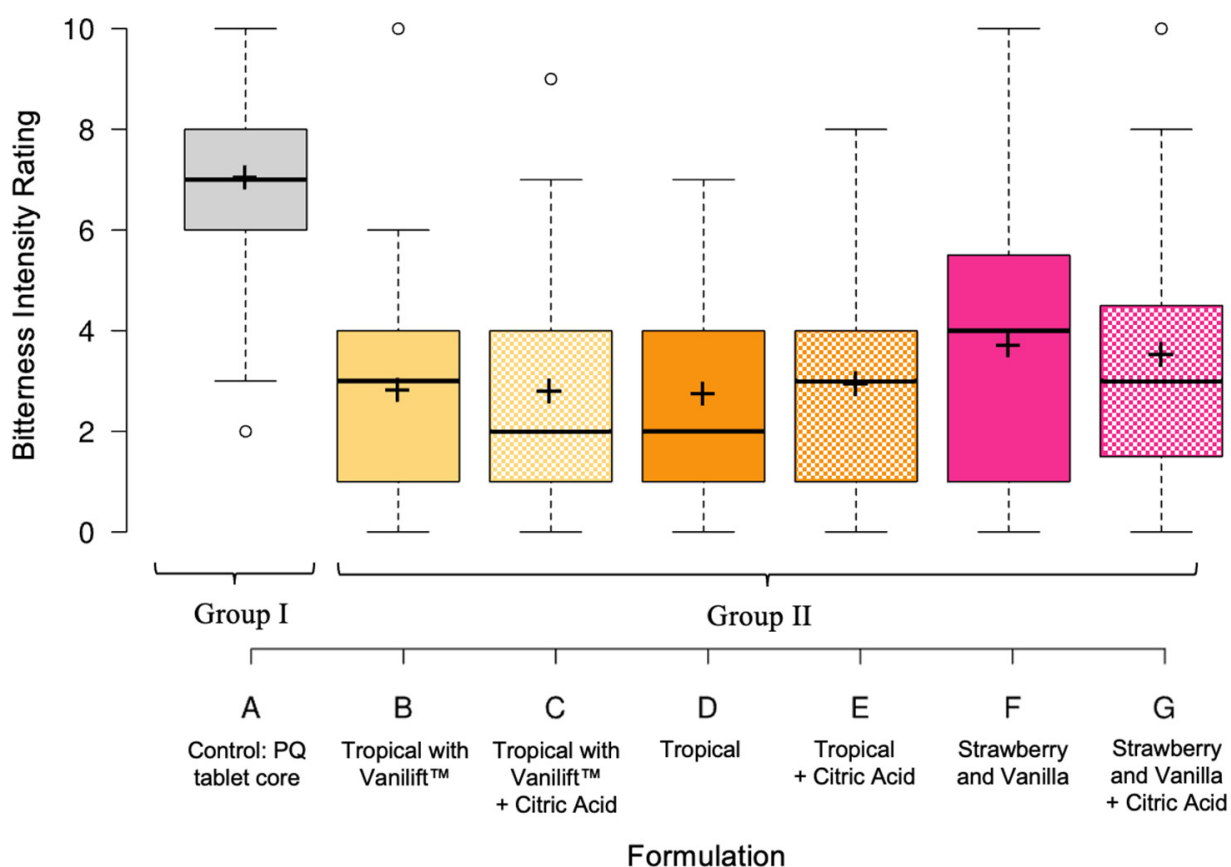 Bitterness Intensity Rating
10
8
6
4
2
0
Group I
Group II
A
B
C
D
E
F
G
Control: PQ
tablet core
Tropical with
Vanilift™
Tropical with
Vanilift™
+ Citric Acid
Tropical
Tropical
+ Citric Acid
Strawberry
and Vanilla
Strawberry
and Vanilla
+ Citric Acid
Formulation